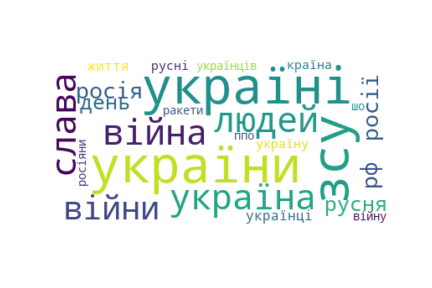 життя
русні
українців
країна
слава
росія
україні
день
ракети
шо
росії
людей
війна
ппо
україну
зсу
росіяни
україни
рф
україна
війни
русня
українці
війну